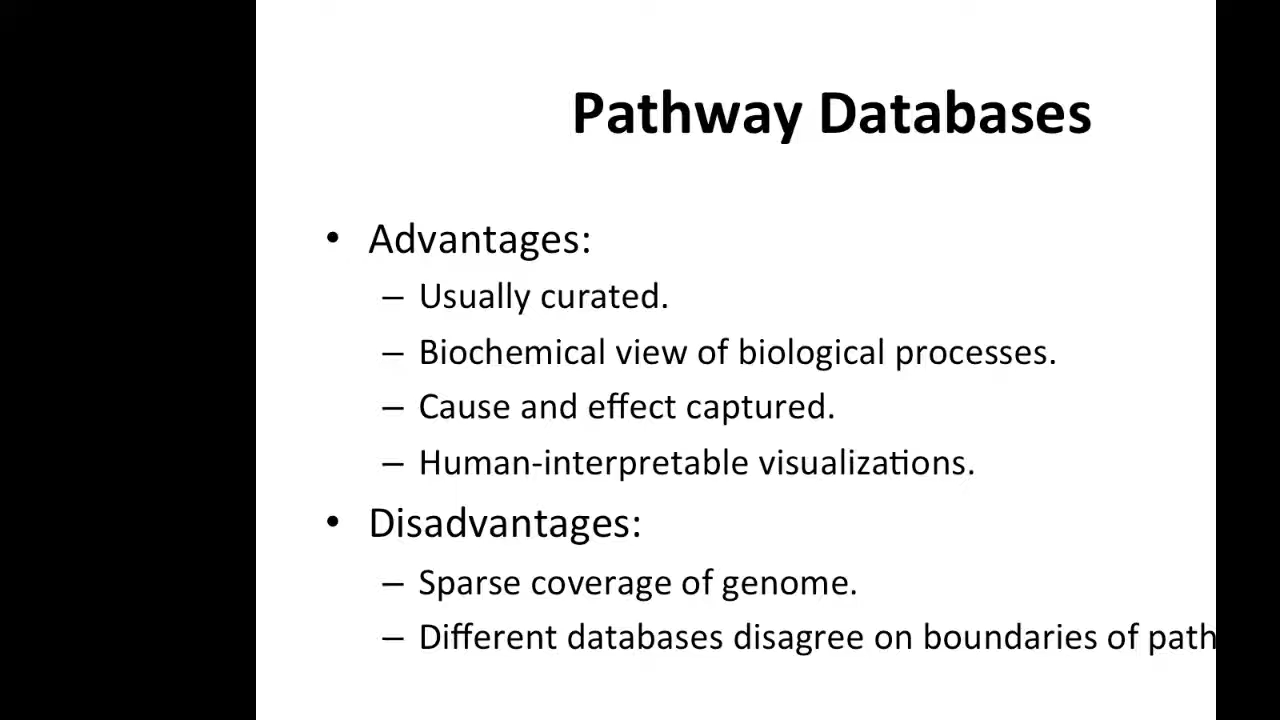 Pathway Databases
• Advantages:
– Usually curated.
– Biochemical view of biological processes.
– Cause and effect captured.
– Human-interpretable visualizations.
• Disadvantages:
– Sparse coverage of genome.
– Different databases disagree on boundaries of path